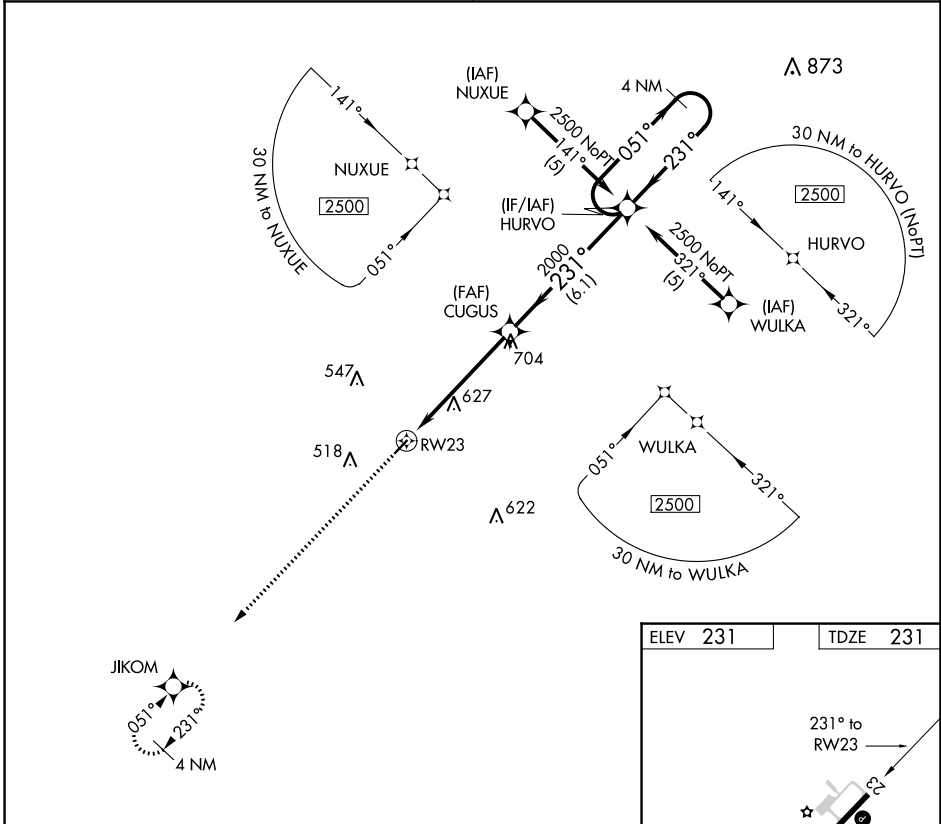 873
(IAF)
NUXUE
4 NM
2500 NoPT
141°
(5)
051°
231°
141°
NUXUE
2500
051°
30 NM to NUXUE
30 NM to HURVO (NoPT)
2500
141°
HURVO
321°
(IF/IAF)
HURVO
2500 NoPT
321°
(5)
(IAF)
WULKA
2000
231°
(6.1)
(FAF)
CUGUS
704
547
627
518
RW23
622
051°
WULKA
321°
2500
30 NM to WULKA
JIKOM
051°
231°
4 NM
ELEV 231
TDZE 231
231° to
RW23
23
P